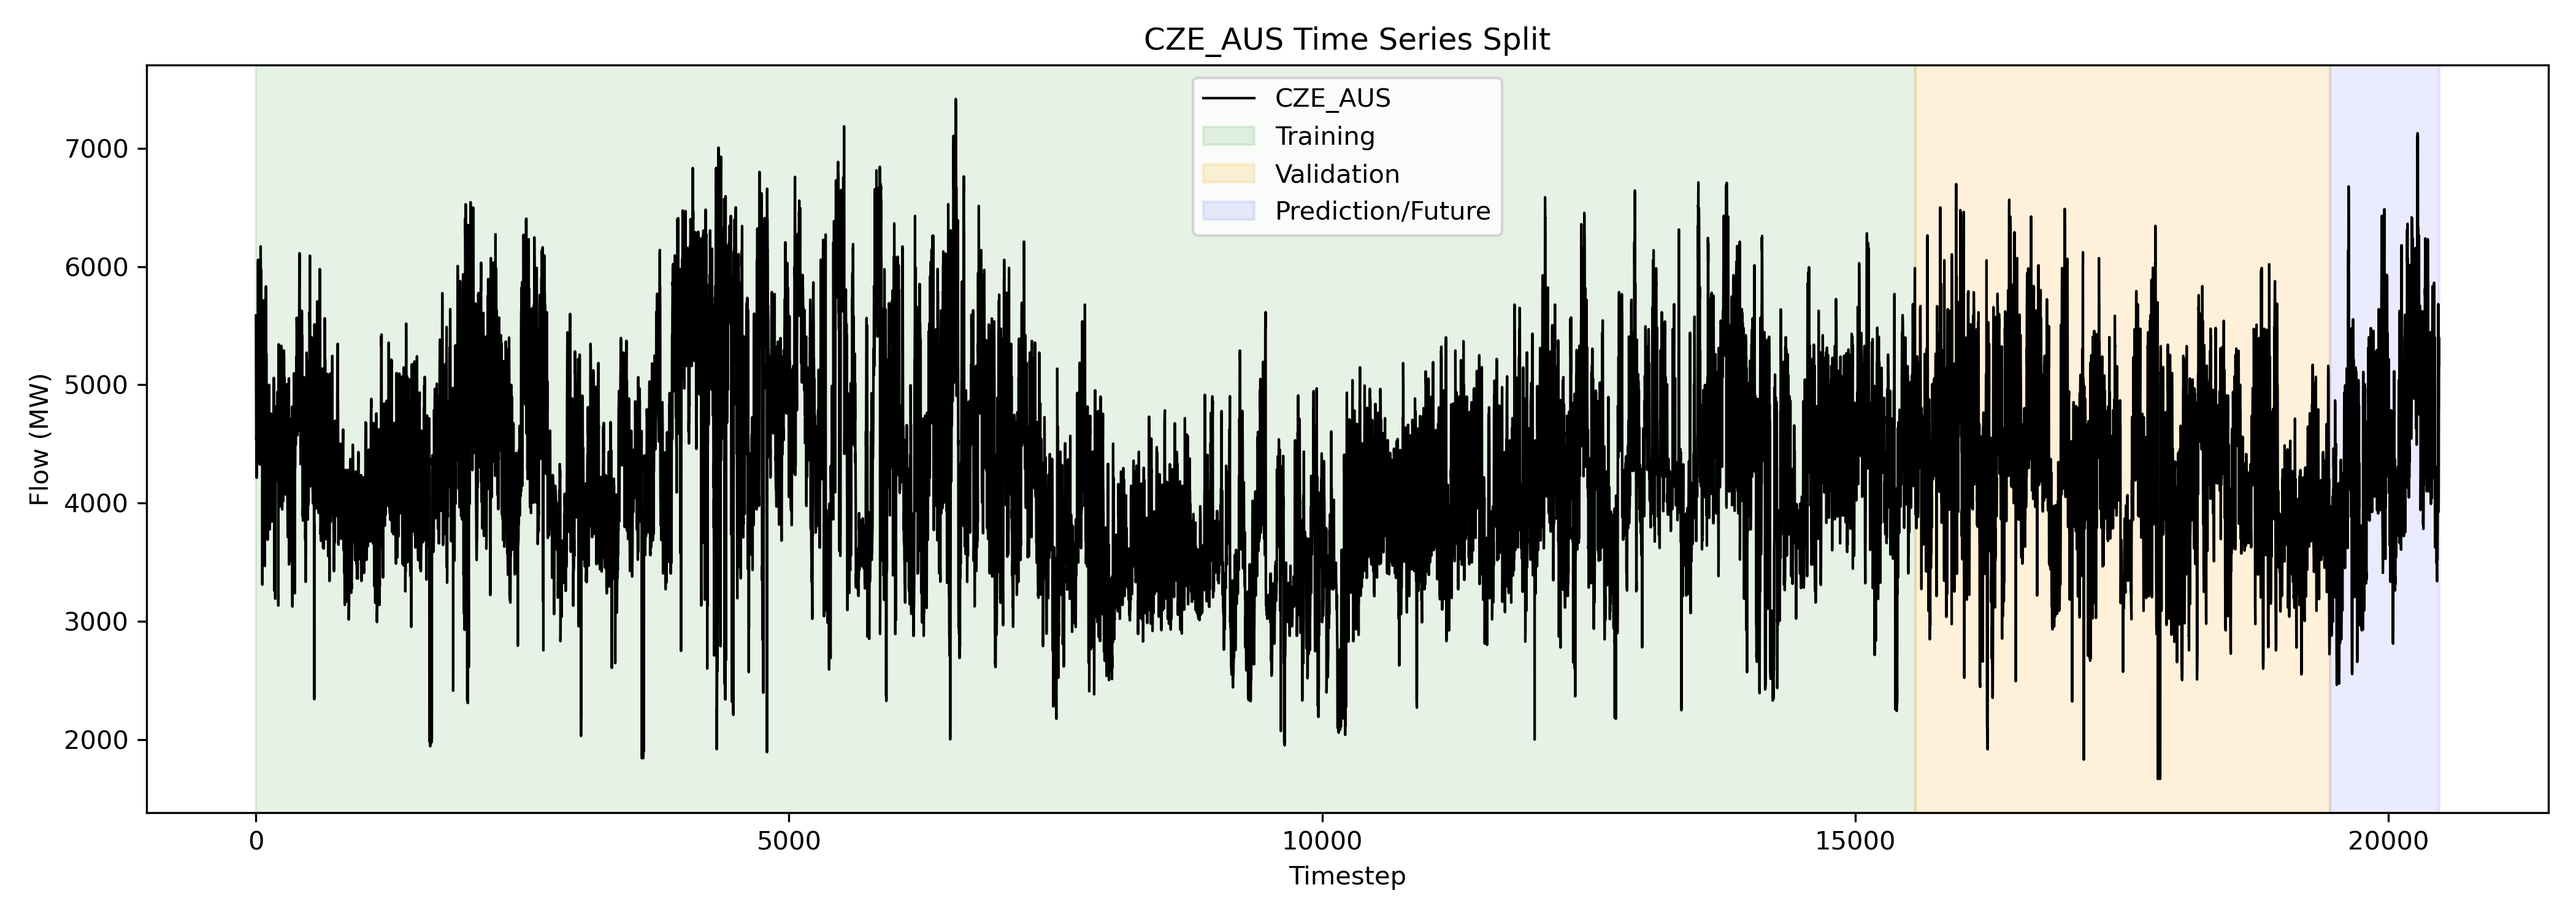 CZE_AUS Time Series Split
CZE_AUS
Training
Validation
Prediction/Future
7000
6000
5000
4000
3000
2000
Flow (MW)
0 5000 10000 15000 20000
Timestep